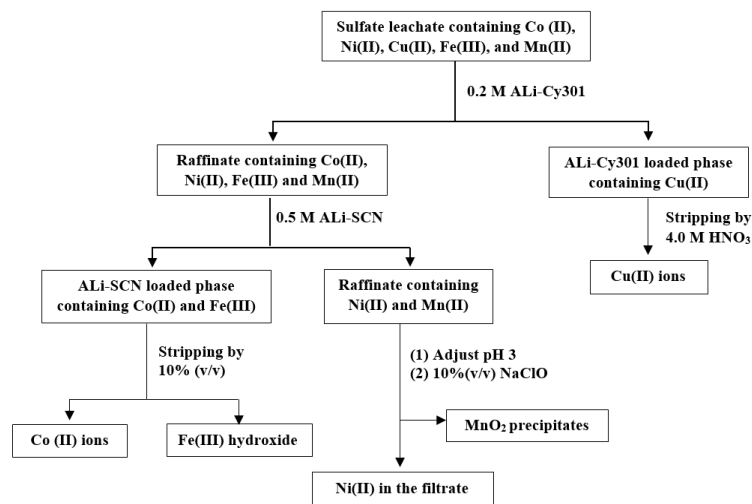 Sulfate leachate containing Co (II),
Ni(II), Cu(II), Fe(III), and Mn(II)
0.2 M ALi-Cy301
Raffinate containing Co(II),
Ni(II), Fe(III) and Mn(II)
ALi-Cy301 loaded phase
containing Cu(II)
0.5 M ALi-SCN
Stripping by
4.0 M HNO₃
ALi-SCN loaded phase
containing Co(II) and Fe(III)
Raffinate containing
Ni(II) and Mn(II)
Cu(II) ions
Stripping by
10% (v/v)
(1) Adjust pH 3
(2) 10%(v/v) NaClO
Co (II) ions
Fe(III) hydroxide
MnO₂ precipitates
Ni(II) in the filtrate